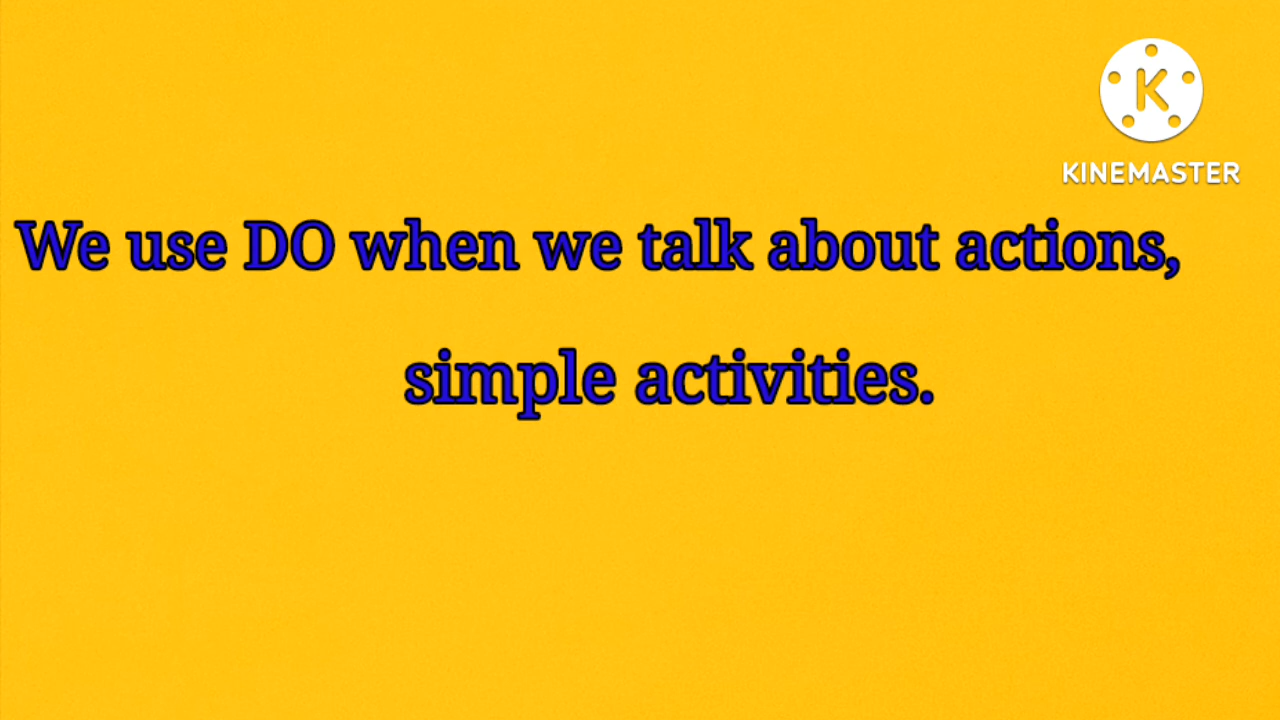 K
KINEMASTER
We use DO when we talk about actions,
simple activities.